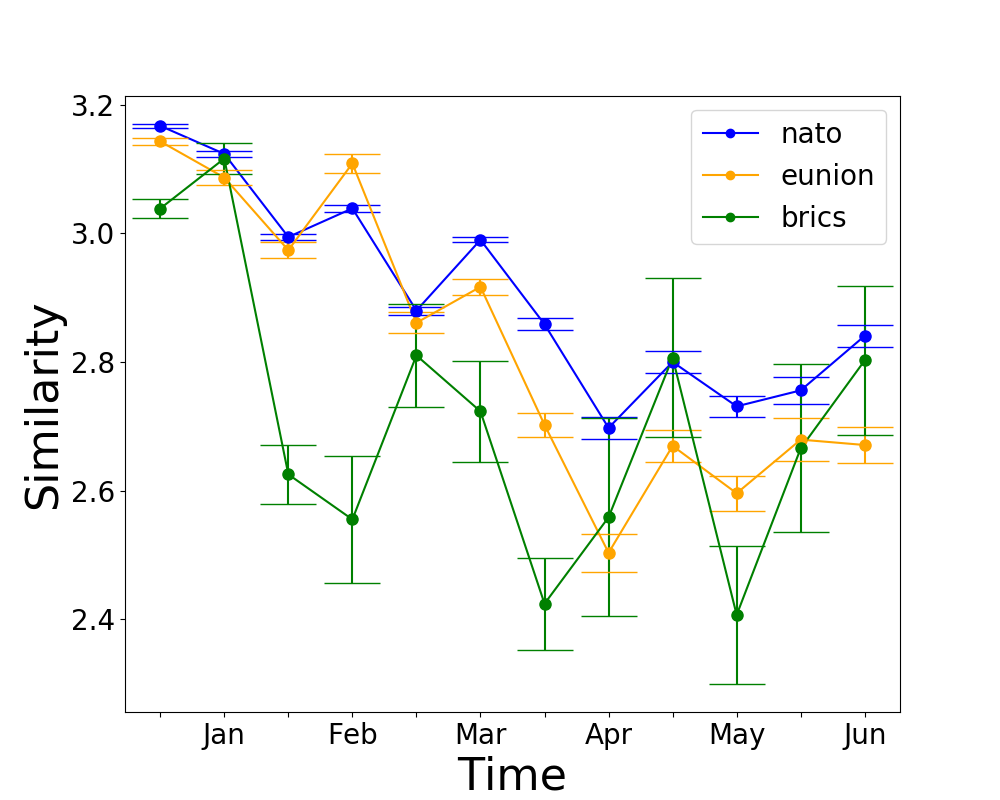 3.2
3.0
2.8
2.6
2.4
Similarity
nato
eunion
brics
Jan Feb Mar Apr May Jun
Time